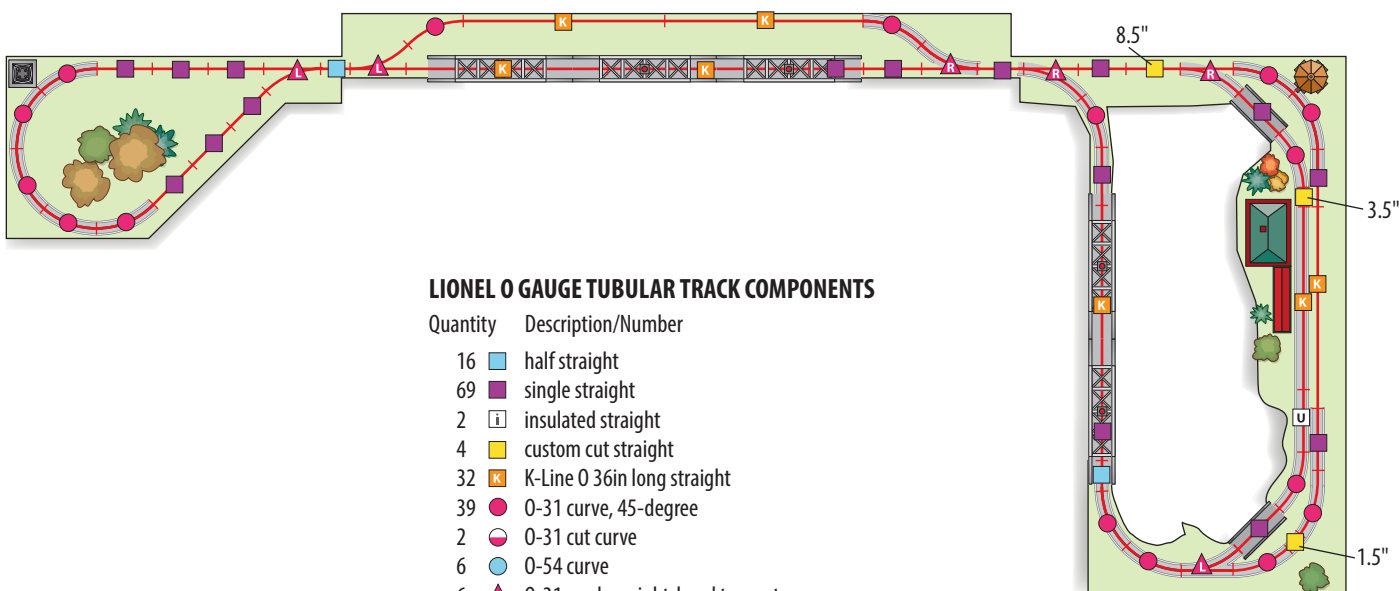 K
K
8.5"
L
L
K
K
R
R
R
3.5"
K
K
K
U
L
1.5"
LIONEL O GAUGE TUBULAR TRACK COMPONENTS
Quantity Description/Number
16 half straight
69 single straight
2 i insulated straight
4 custom cut straight
32 K K-Line O 36in long straight
39 O-31 curve, 45-degree
2 O-31 cut curve
6 O-54 curve
6 O-31